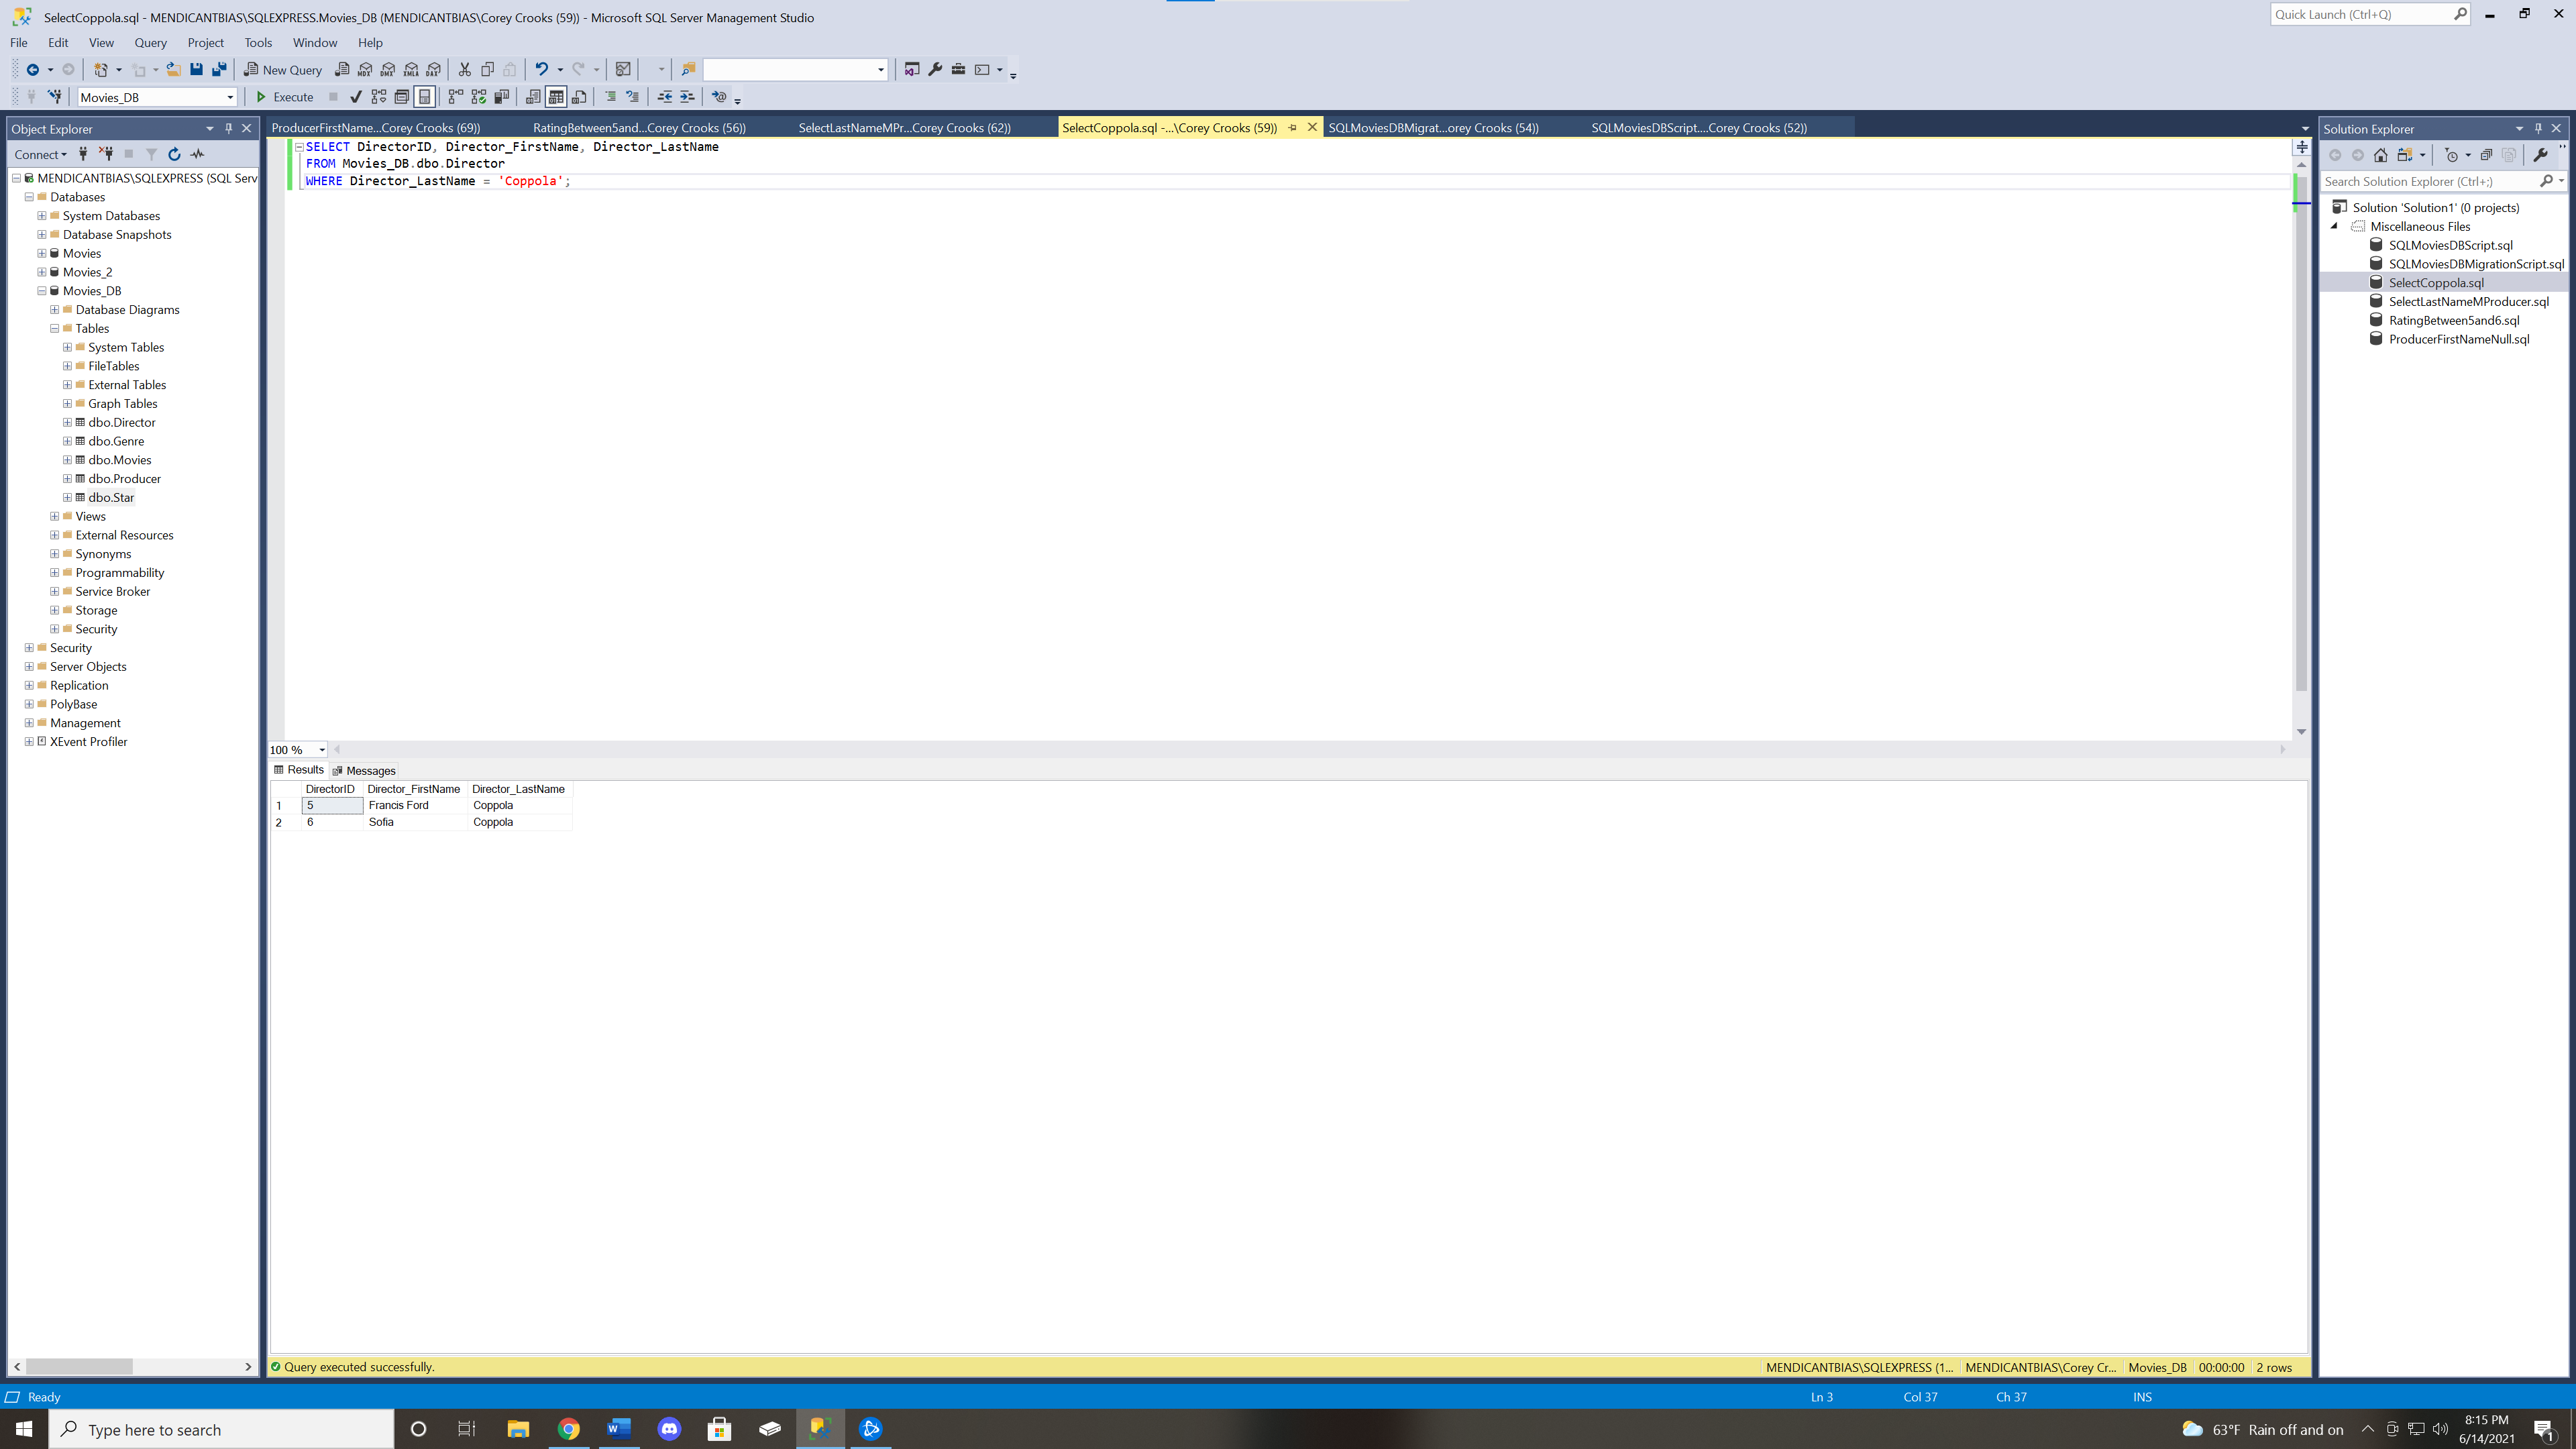 SelectCoppola.sql - MENDICANTBIAS\SQLEXPRESS.Movies_DB (MENDICANTBIAS\Corey Crooks (59)) - Microsoft SQL Server Management Studio
Quick Launch (Ctrl+Q)
File Edit View Query Project Tools Window Help
New Query
MDX DMX XMLA DAX
Movies_DB
Execute
Object Explorer
Connect
MENDICANTBIAS\SQLEXPRESS (SQL Serv
Databases
System Databases
Database Snapshots
Movies
Movies_2
Movies_DB
Database Diagrams
Tables
System Tables
FileTables
External Tables
Graph Tables
dbo.Director
dbo.Genre
dbo.Movies
dbo.Producer
dbo.Star
Views
External Resources
Synonyms
Programmability
Service Broker
Storage
Security
Security
Server Objects
Replication
PolyBase
Management
XEvent Profiler
ProducerFirstName...Corey Crooks (69))
RatingBetween5and...Corey Crooks (56))
SelectLastNameMPr...Corey Crooks (62))
SelectCoppola.sql -...\Corey Crooks (59))
SQLMoviesDBMigrat...orey Crooks (54))
SQLMoviesDBScript....Corey Crooks (52))
SELECT DirectorID, Director_FirstName, Director_LastName
FROM Movies_DB.dbo.Director
WHERE Director_LastName = 'Coppola';
100 %
Results Messages
DirectorID Director_FirstName Director_LastName
1 5 Francis Ford Coppola
2 6 Sofia Coppola
Query executed successfully.
MENDICANTBIAS\SQLEXPRESS (1... MENDICANTBIAS\Corey Cr... Movies_DB 00:00:00 2 rows
Solution Explorer
Search Solution Explorer (Ctrl+;)
Solution 'Solution1' (0 projects)
Miscellaneous Files
SQLMoviesDBScript.sql
SQLMoviesDBMigrationScript.sql
SelectCoppola.sql
SelectLastNameMProducer.sql
RatingBetween5and6.sql
ProducerFirstNameNull.sql
Ready
Ln 3 Col 37 Ch 37 INS
Type here to search
63°F Rain off and on
8:15 PM
6/14/2021
1